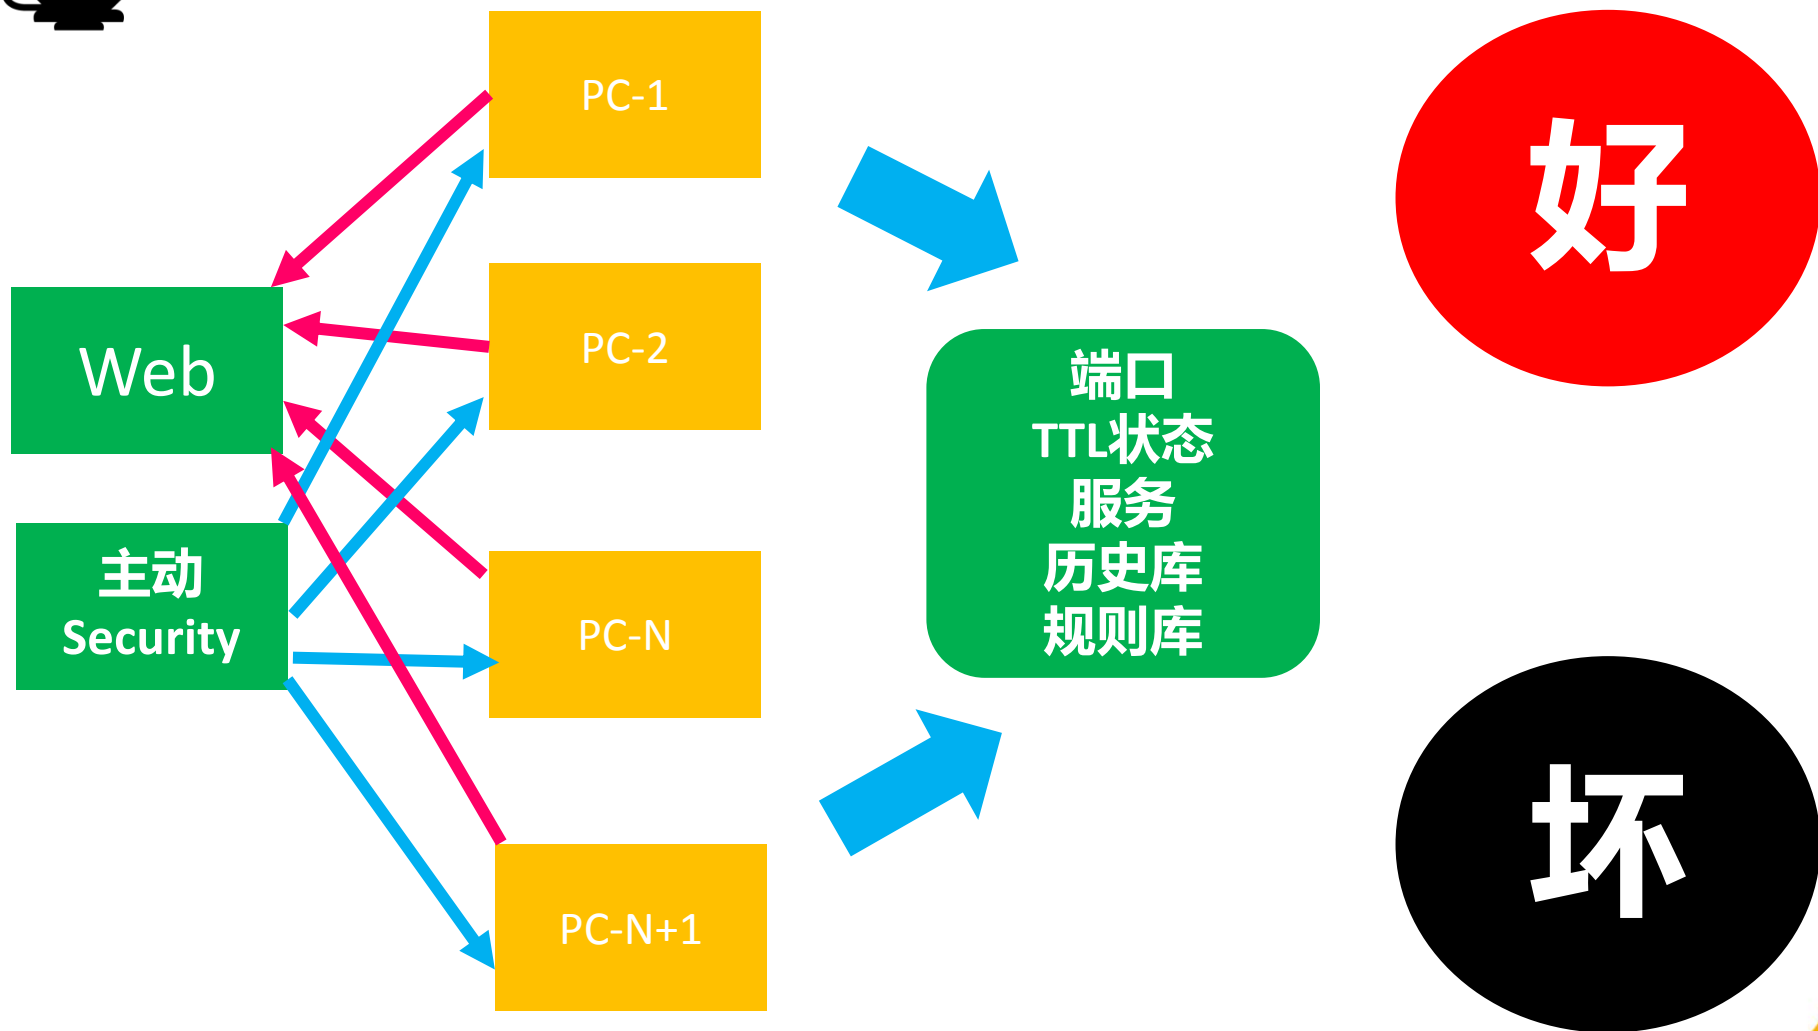 PC-1
PC-2
PC-N
PC-N+1
Web
主动
Security
端口
TTL状态
服务
历史库
规则库
好
坏